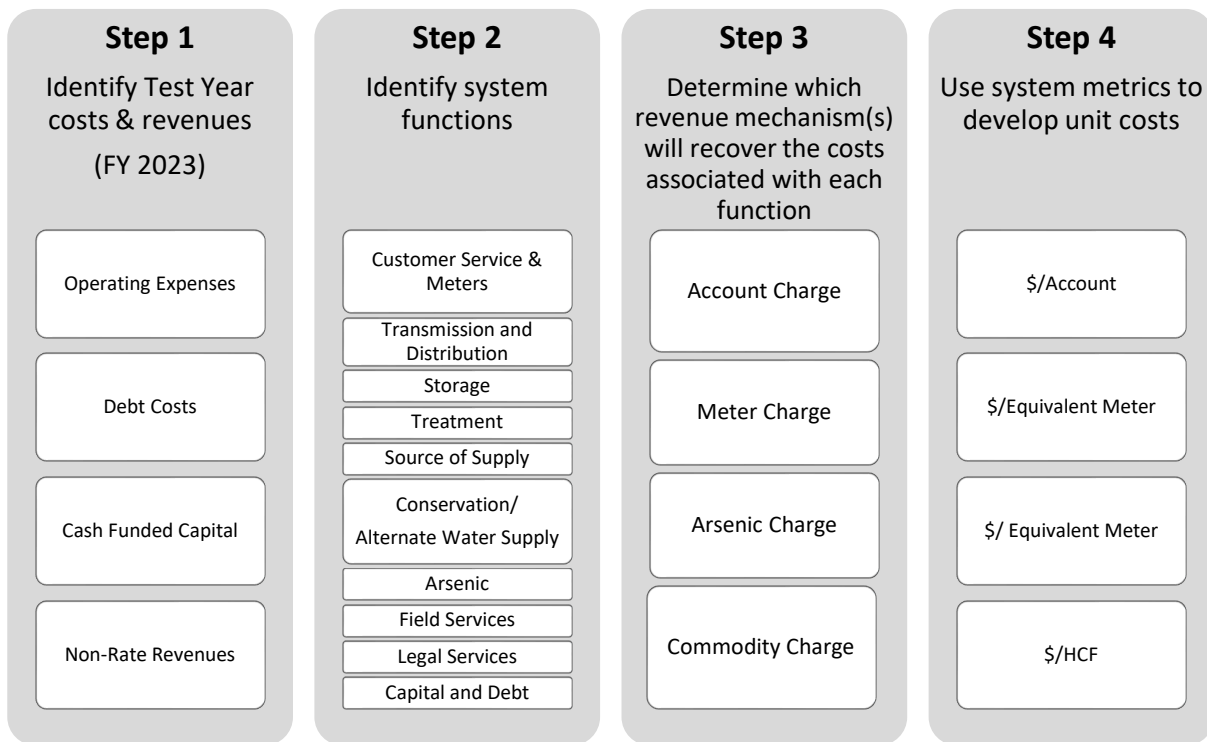 Step 1
Identify Test Year
costs & revenues
(FY 2023)
Operating Expenses
Debt Costs
Cash Funded Capital
Non-Rate Revenues
Step 2
Identify system
functions
Customer Service &
Meters
Transmission and
Distribution
Storage
Treatment
Source of Supply
Conservation/
Alternate Water Supply
Arsenic
Field Services
Legal Services
Capital and Debt
Step 3
Determine which
revenue mechanism(s)
will recover the costs
associated with each
function
Account Charge
Meter Charge
Arsenic Charge
Commodity Charge
Step 4
Use system metrics to
develop unit costs
$/Account
$/Equivalent Meter
$/ Equivalent Meter
$/HCF